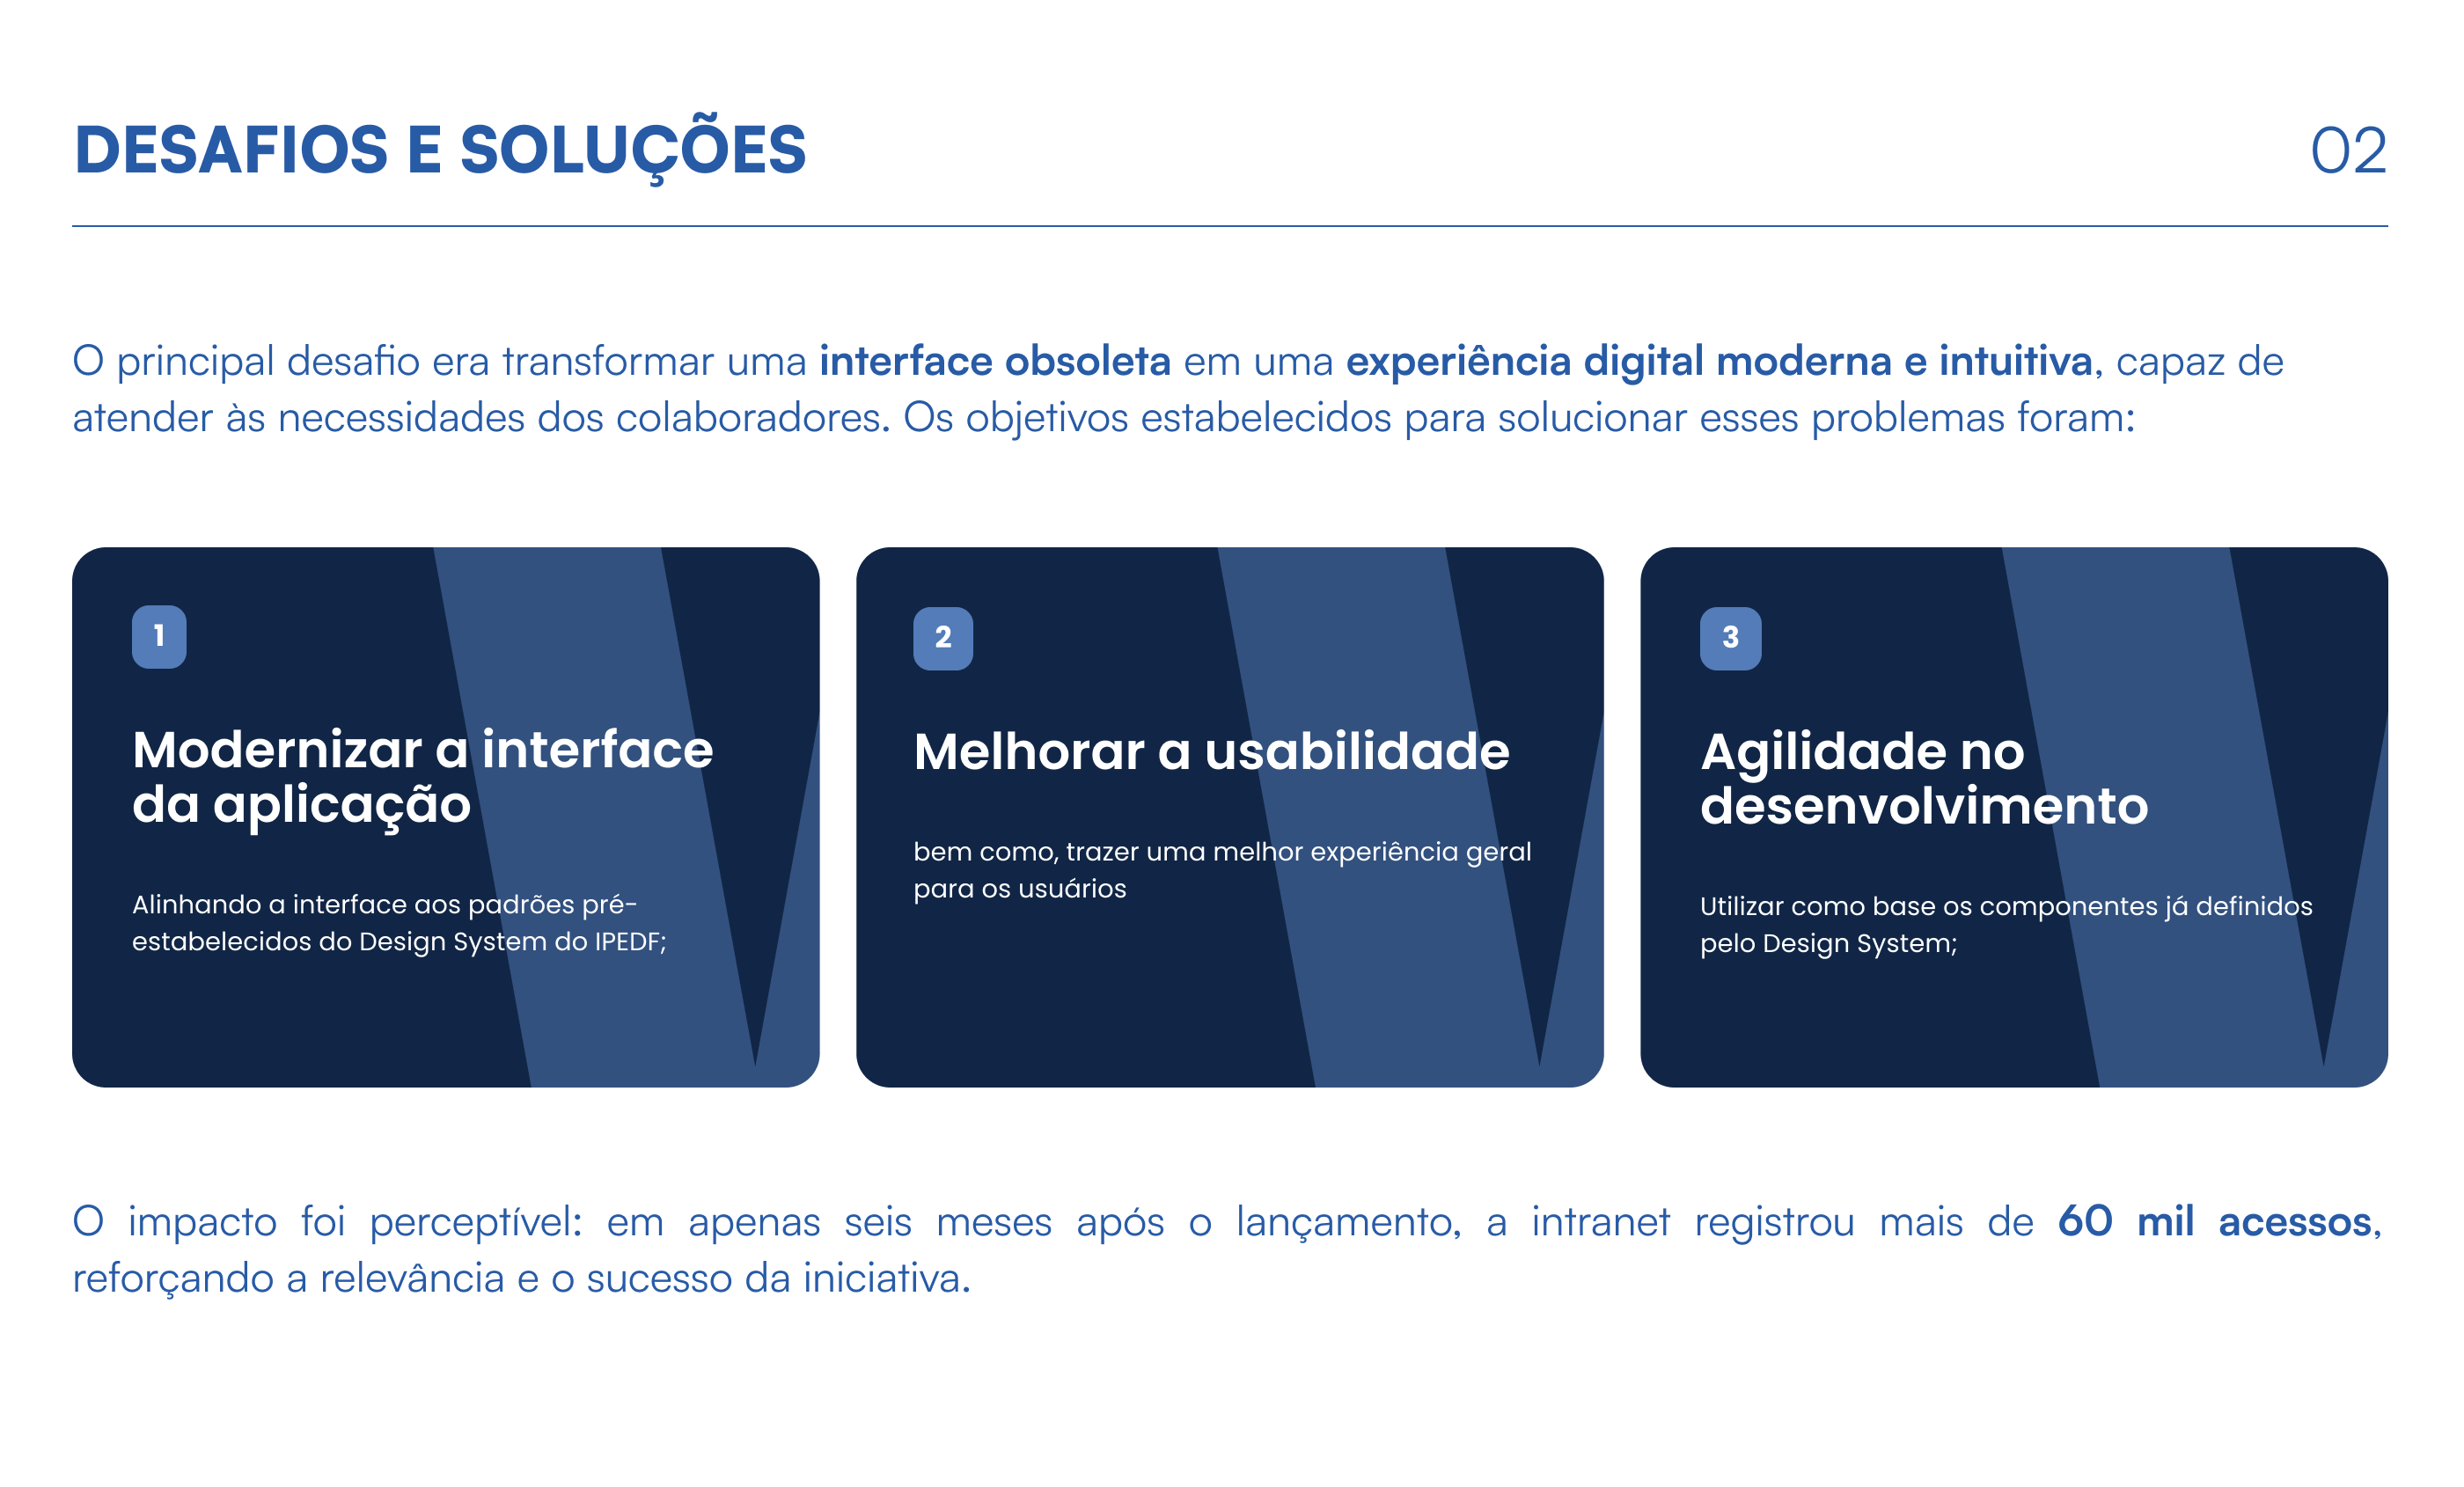 DESAFIOS E SOLUÇÕES
02
O principal desafio era transformar uma interface obsoleta em uma experiência digital moderna e intuitiva, capaz de
atender às necessidades dos colaboradores. Os objetivos estabelecidos para solucionar esses problemas foram:
1
Modernizar a interface
da aplicação
Alinhando a interface aos padrões pré-
estabelecidos do Design System do IPEDF;
2
Melhorar a usabilidade
bem como, trazer uma melhor experiência geral
para os usuários
3
Agilidade no
desenvolvimento
Utilizar como base os componentes já definidos
pelo Design System;
O impacto foi perceptível: em apenas seis meses após o lançamento, a intranet registrou mais de 60 mil acessos,
reforçando a relevância e o sucesso da iniciativa.